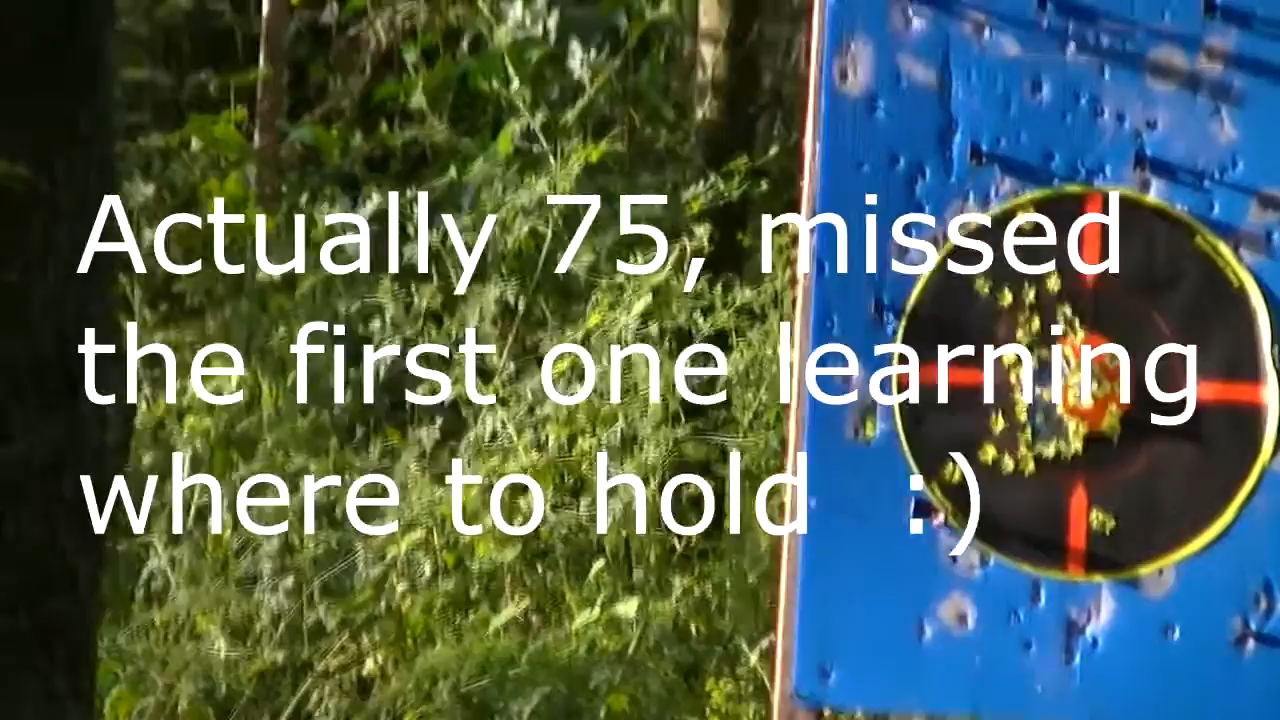 Actually 75, missed
the first one learning
where to hold  :)